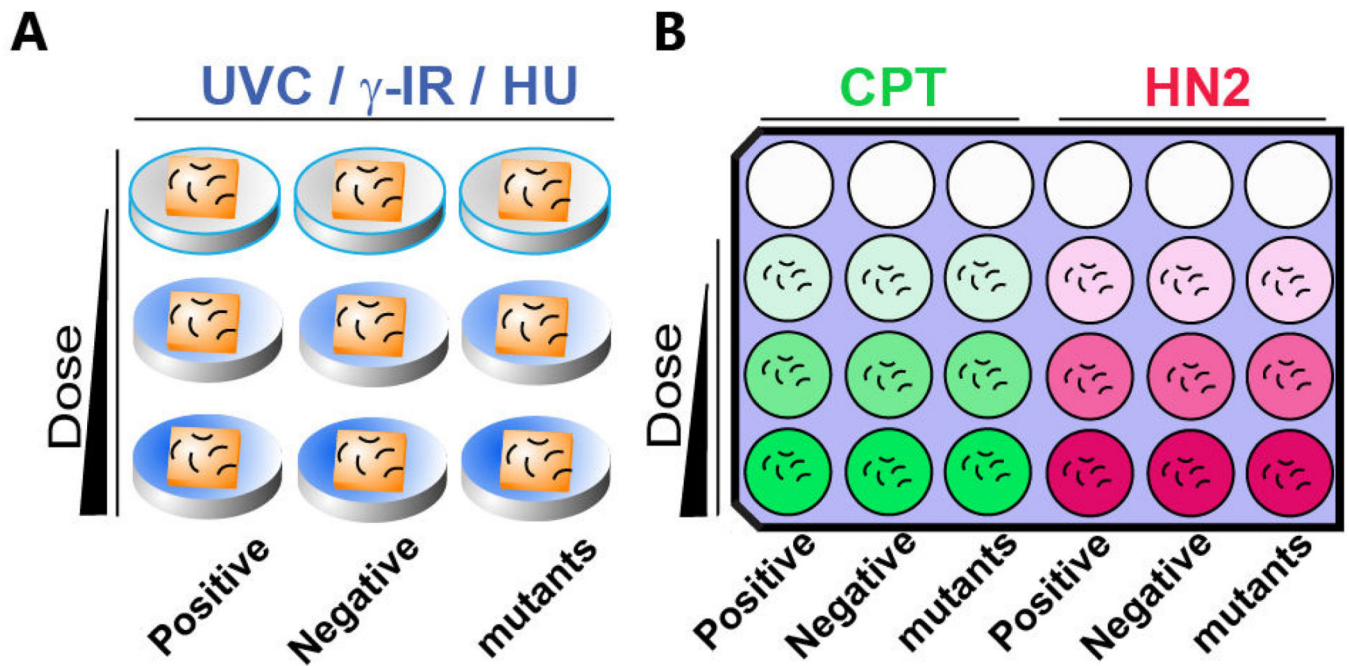 A
UVC / γ-IR / HU
Dose
Positive
Negative
mutants
B
CPT
HN2
Dose
Positive
Negative
mutants
Positive
Negative
mutants